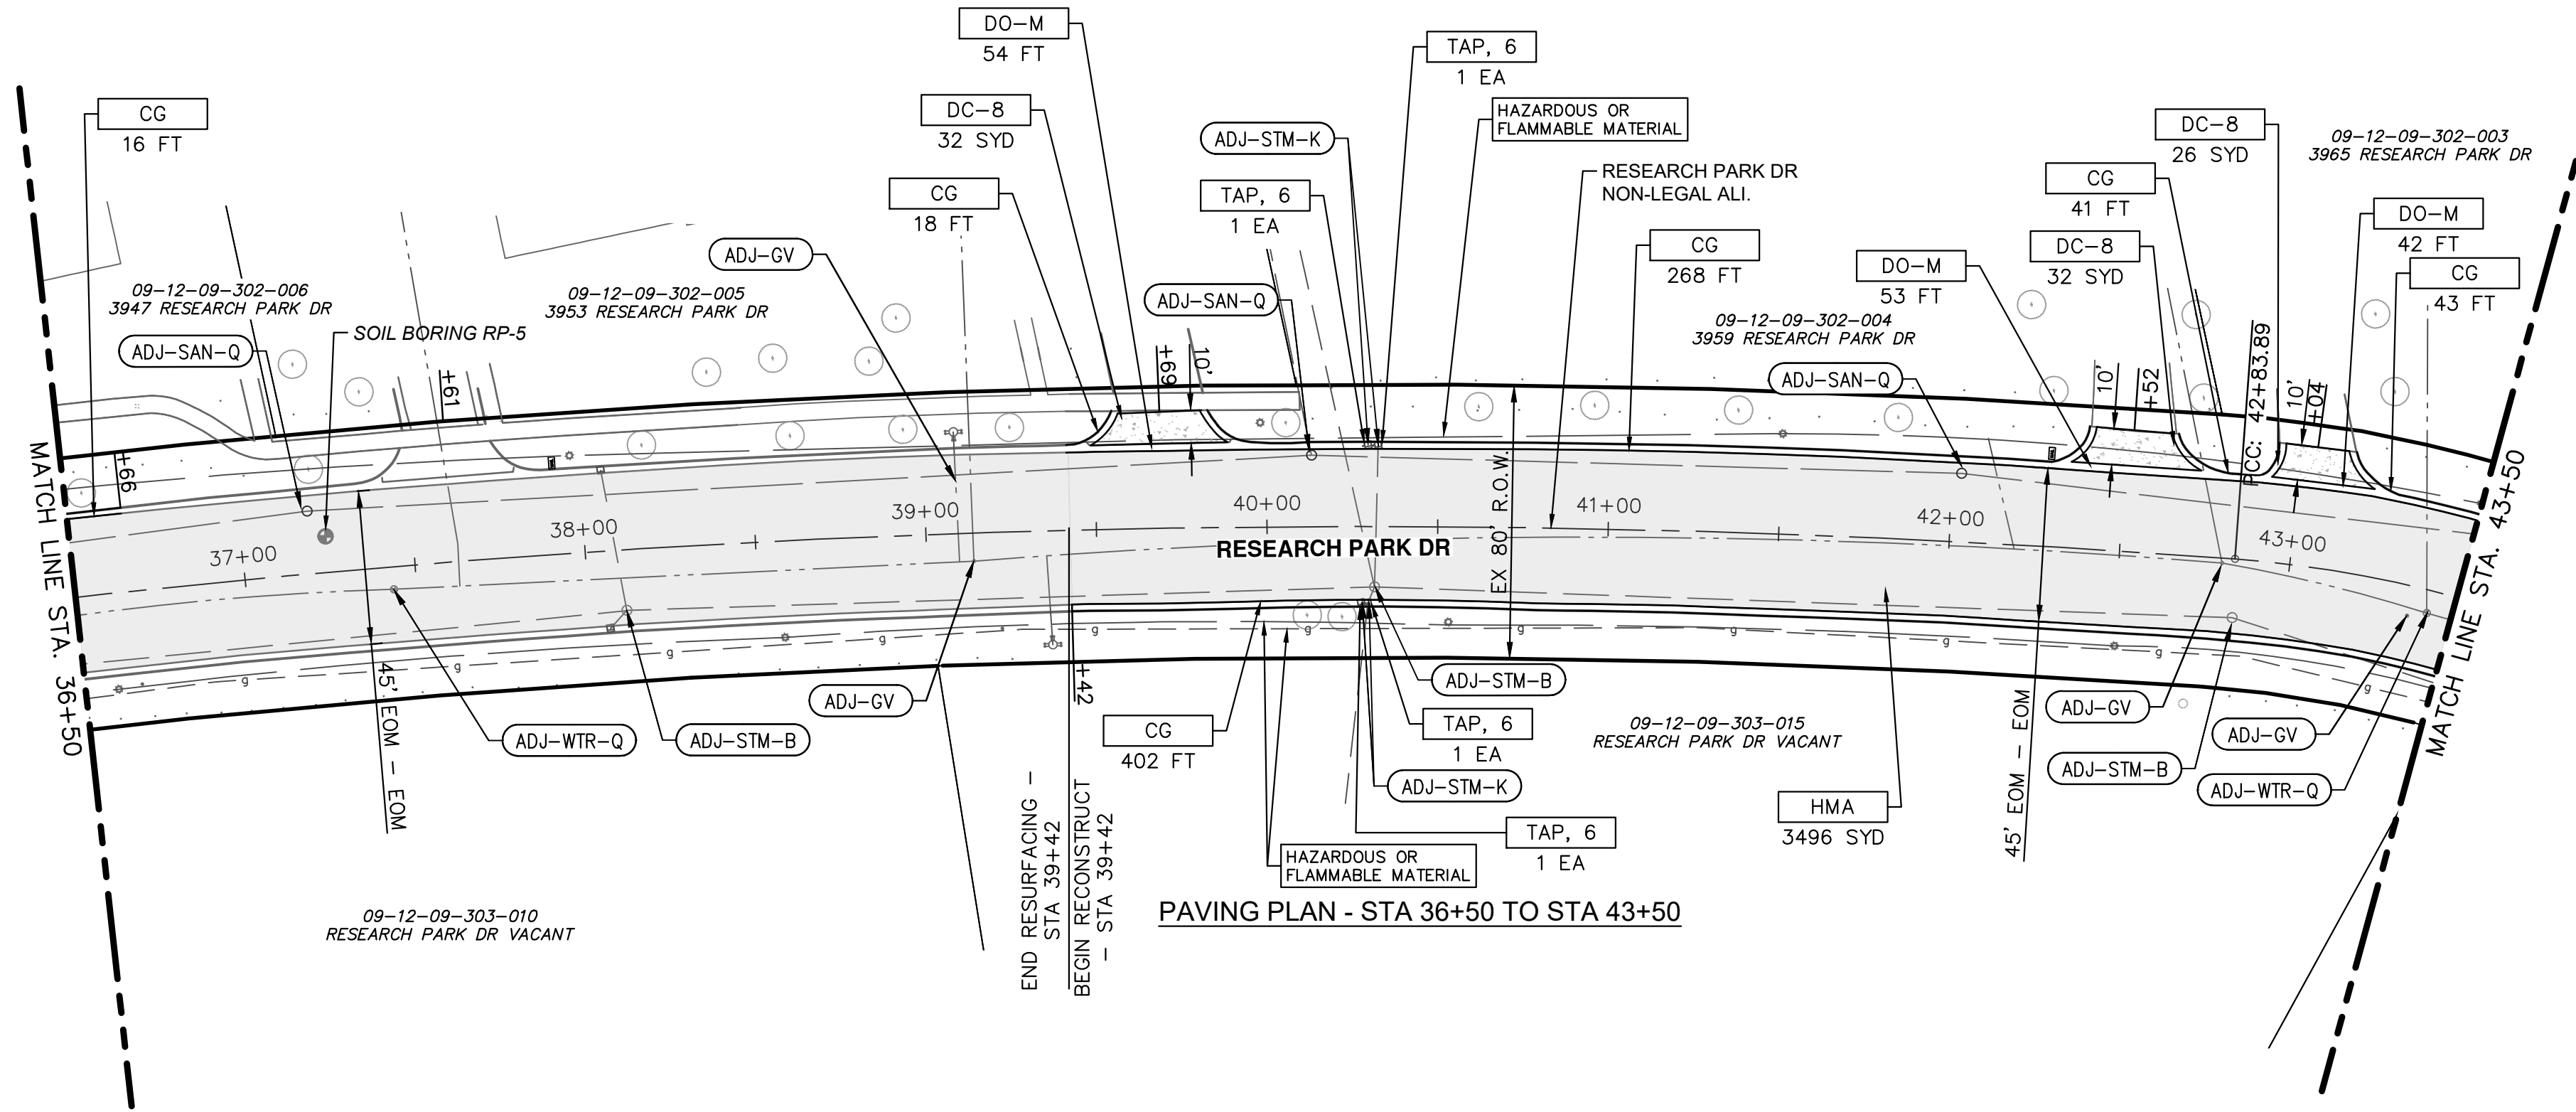 DO-M
54 FT
TAP, 6
1 EA
CG
16 FT
DC-8
32 SYD
ADJ-STM-K
HAZARDOUS OR
FLAMMABLE MATERIAL
DC-8
26 SYD
09-12-09-302-003
3965 RESEARCH PARK DR
CG
18 FT
TAP, 6
1 EA
RESEARCH PARK DR
NON-LEGAL ALI.
CG
41 FT
DO-M
42 FT
ADJ-GV
CG
268 FT
DO-M
53 FT
DC-8
32 SYD
CG
43 FT
09-12-09-302-006
3947 RESEARCH PARK DR
09-12-09-302-005
3953 RESEARCH PARK DR
ADJ-SAN-Q
09-12-09-302-004
3959 RESEARCH PARK DR
SOIL BORING RP-5
ADJ-SAN-Q
ADJ-SAN-Q
+61
+69
10'
10'
+52
PCC: 42+83.89
10'
+04
+66
MATCH LINE STA. 36+50
37+00
38+00
39+00
40+00
41+00
42+00
43+00
RESEARCH PARK DR
EX 80' R.O.W.
MATCH LINE STA. 43+50
g
g
g
g
g
g
g
g
g
45' EOM - EOM
45' EOM - EOM
+42
ADJ-GV
ADJ-WTR-Q
ADJ-STM-B
ADJ-STM-B
CG
402 FT
TAP, 6
1 EA
09-12-09-303-015
RESEARCH PARK DR VACANT
ADJ-GV
ADJ-GV
ADJ-STM-B
ADJ-WTR-Q
ADJ-STM-K
HMA
3496 SYD
TAP, 6
1 EA
HAZARDOUS OR
FLAMMABLE MATERIAL
END RESURFACING -
STA 39+42
BEGIN RECONSTRUCT
- STA 39+42
09-12-09-303-010
RESEARCH PARK DR VACANT
PAVING PLAN - STA 36+50 TO STA 43+50